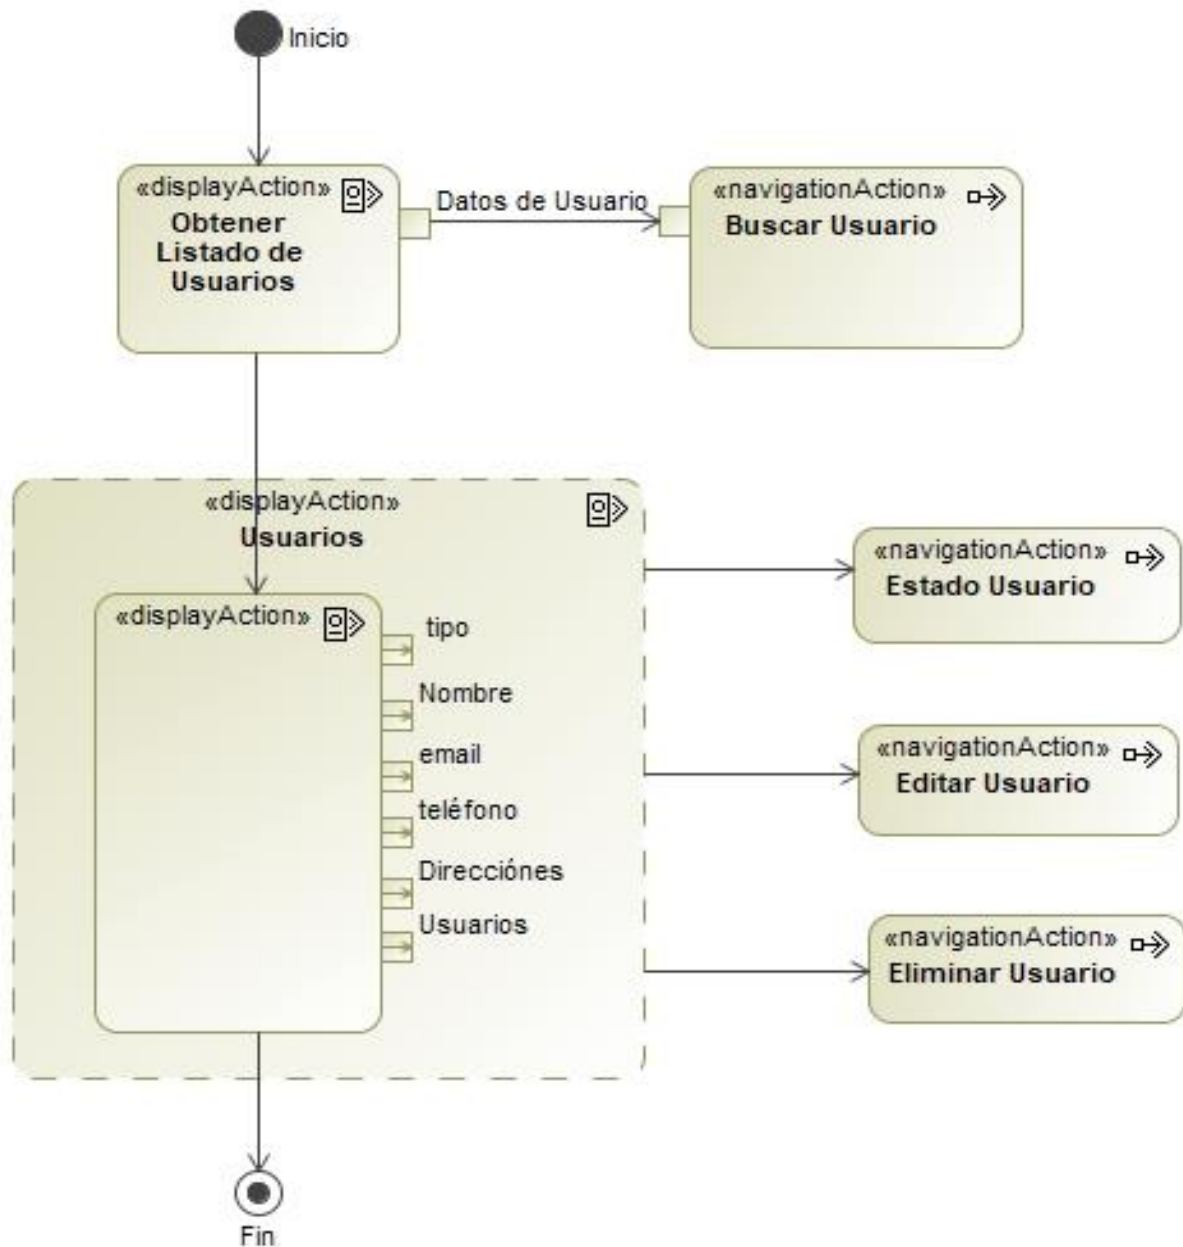 Inicio
«displayAction»
Obtener
Listado de
Usuarios
Datos de Usuario
«navigationAction»
Buscar Usuario
«displayAction»
Usuarios
«displayAction»
tipo
Nombre
email
teléfono
Direcciónes
Usuarios
«navigationAction»
Estado Usuario
«navigationAction»
Editar Usuario
«navigationAction»
Eliminar Usuario
Fin